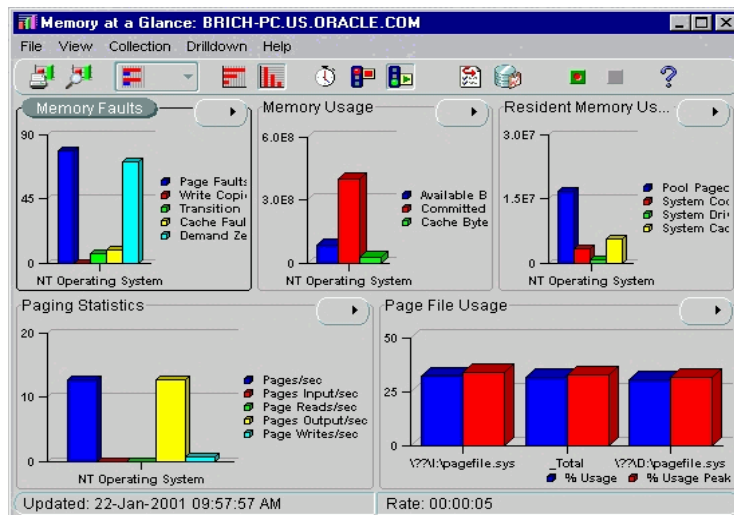 Memory at a Glance: BRICH-PC.US.ORACLE.COM
File View Collection Drilldown Help
Memory Faults
90
45
0
Page Faults
Write Copi
Transition
Cache Faul
Demand Ze
NT Operating System
Memory Usage
6.0E8
3.0E8
0
Available B
Committed
Cache Byte
NT Operating System
Resident Memory Us...
3.0E7
1.5E7
0
Pool Paged
System Coc
System Dri
System Cac
NT Operating System
Paging Statistics
20
10
0
Pages/sec
Pages Input/sec
Page Reads/sec
Pages Output/sec
Page Writes/sec
NT Operating System
Page File Usage
50
25
0
\??\I:\pagefile.sys _Total \??\D:\pagefile.sys
% Usage % Usage Peak
Updated: 22-Jan-2001 09:57:57 AM
Rate: 00:00:05